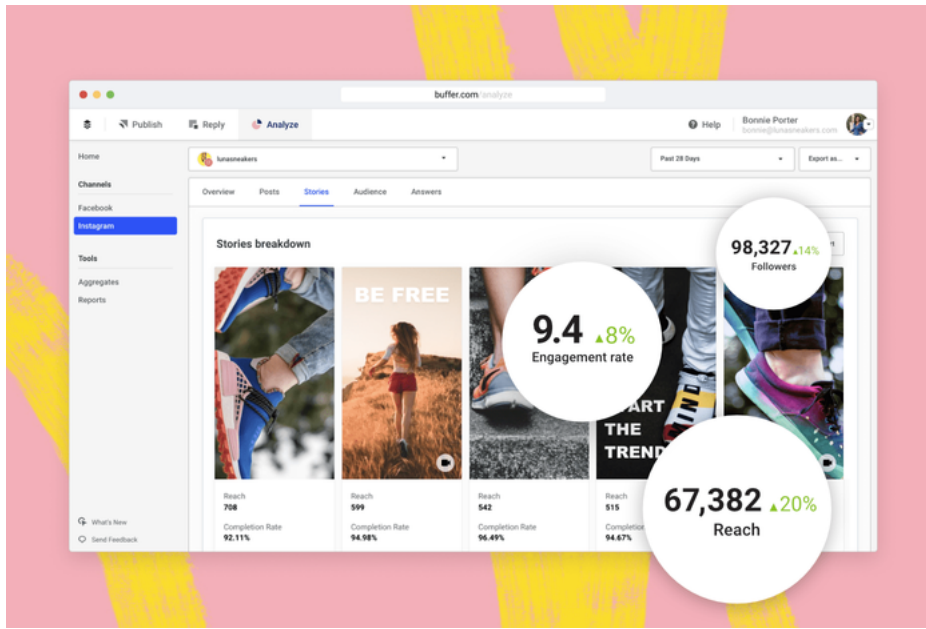 buffer.com/analyze
Publish
Reply
Analyze
Help
Bonnie Porter
bonnie@lunasneakers.com
Home
lunasneakers
Past 28 Days
Export as...
Channels
Overview
Posts
Stories
Audience
Answers
Facebook
Instagram
Tools
Aggregates
Reports
Stories breakdown
98,327 ▲14%
Followers
BE FREE
9.4 ▲8%
Engagement rate
THE
TREND
67,382 ▲20%
Reach
Reach
708
Completion Rate
92.11%
Reach
599
Completion Rate
94.98%
Reach
542
Completion Rate
96.49%
Reach
515
94.67%
What's New
Send Feedback